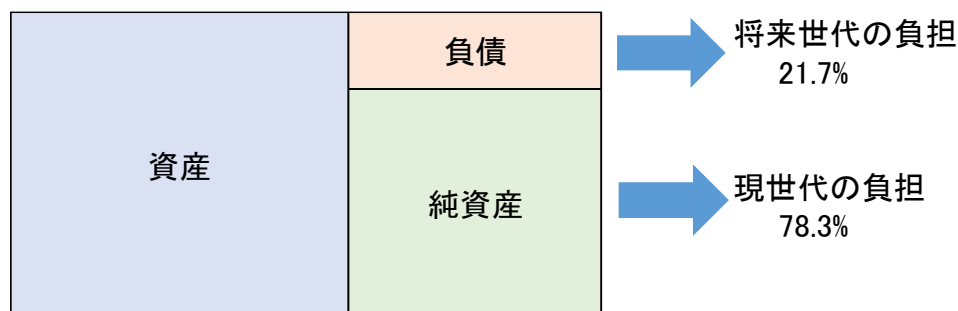 資産
負債
将来世代の負担
21.7%
純資産
現世代の負担
78.3%